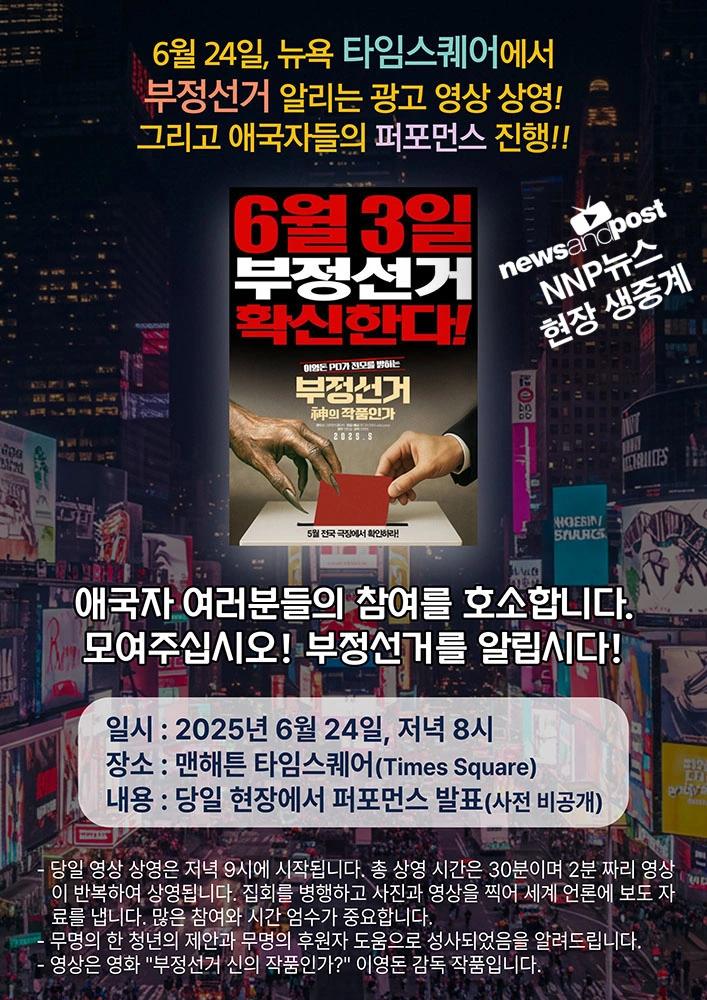 6월 24일, 뉴욕 타임스퀘어에서
부정선거 알리는 광고 영상 상영!
그리고 애국자들의 퍼포먼스 진행!!
6월 3일
부정선거
확신한다!
이영돈 PD가 전모를 밝히는
부정선거
神의 작품인가
2025.5
5월 전국 극장에서 확인하라!
newsandpost
NNP뉴스
현장 생중계
애국자 여러분들의 참여를 호소합니다.
모여주십시오! 부정선거를 알립시다!
일시 : 2025년 6월 24일, 저녁 8시
장소 : 맨해튼 타임스퀘어(Times Square)
내용 : 당일 현장에서 퍼포먼스 발표(사전 비공개)
- 당일 영상 상영은 저녁 9시에 시작됩니다. 총 상영 시간은 30분이며 2분 짜리 영상
이 반복하여 상영됩니다. 집회를 병행하고 사진과 영상을 찍어 세계 언론에 보도 자
료를 냅니다. 많은 참여와 시간 엄수가 중요합니다.
- 무명의 한 청년의 제안과 무명의 후원자 도움으로 성사되었음을 알려드립니다.
- 영상은 영화 "부정선거 신의 작품인가?" 이영돈 감독 작품입니다.